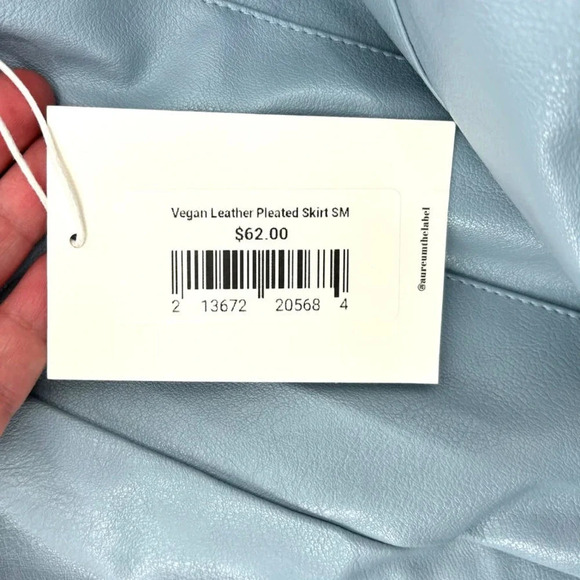 Vegan Leather Pleated Skirt SM
$62.00
2 13672 20568 4
@aureumthelabel